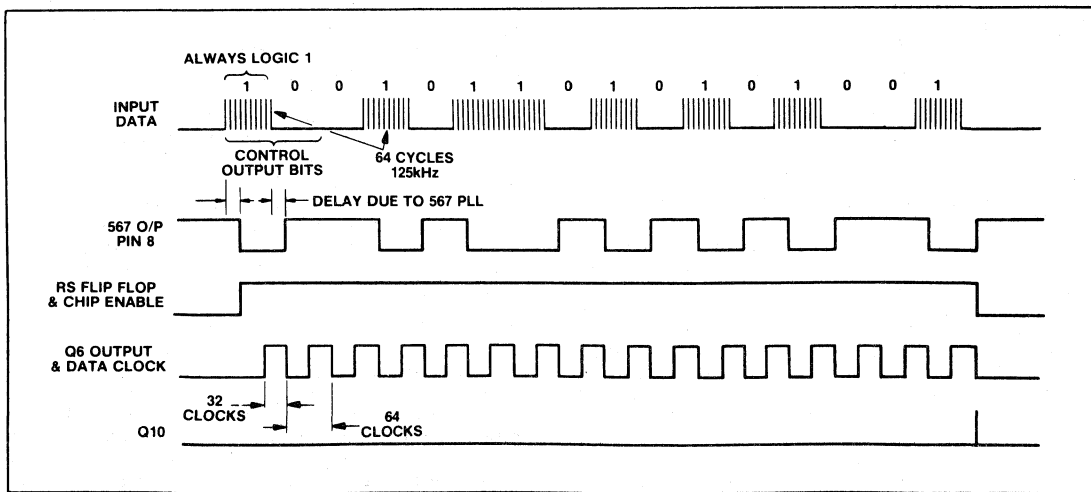 ALWAYS LOGIC 1
1 0 0 1 0 1 1 0 1 0 1 0 1 0 0 1
INPUT
DATA
CONTROL
OUTPUT BITS
64 CYCLES
125kHz
DELAY DUE TO 567 PLL
567 O/P
PIN 8
RS FLIP FLOP
& CHIP ENABLE
Q6 OUTPUT
& DATA CLOCK
32
CLOCKS
64
CLOCKS
Q10